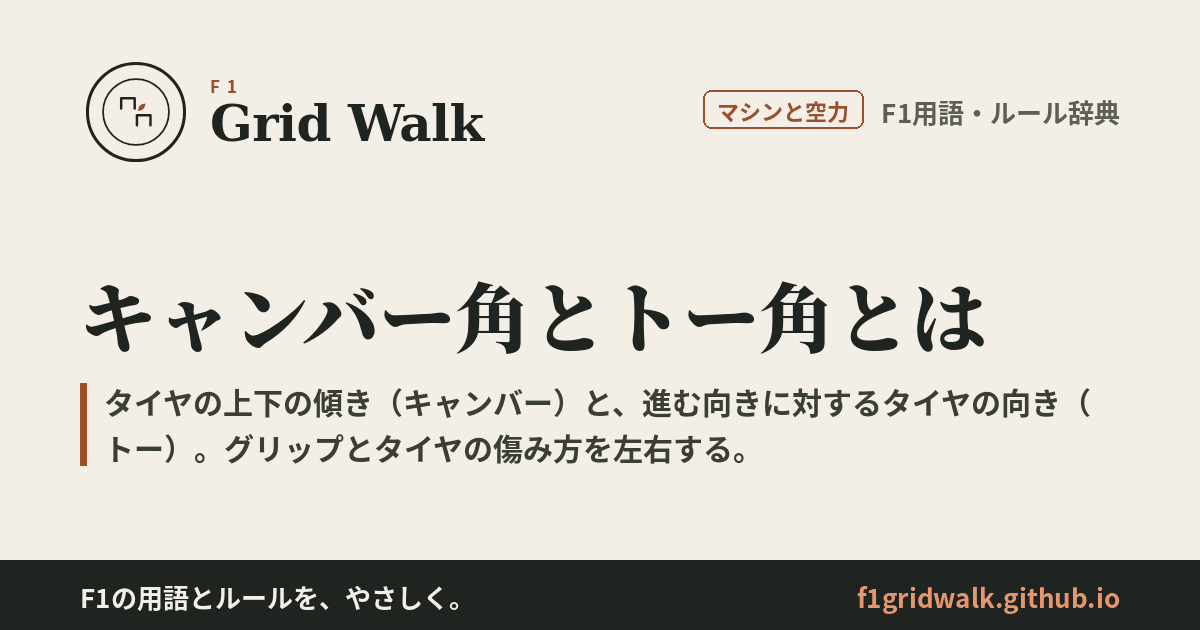 F1
Grid Walk
マシンと空力
F1用語・ルール辞典
キャンバー角とトー角とは
タイヤの上下の傾き（キャンバー）と、進む向きに対するタイヤの向き（
トー）。グリップとタイヤの傷み方を左右する。
F1の用語とルールを、やさしく。
f1gridwalk.github.io